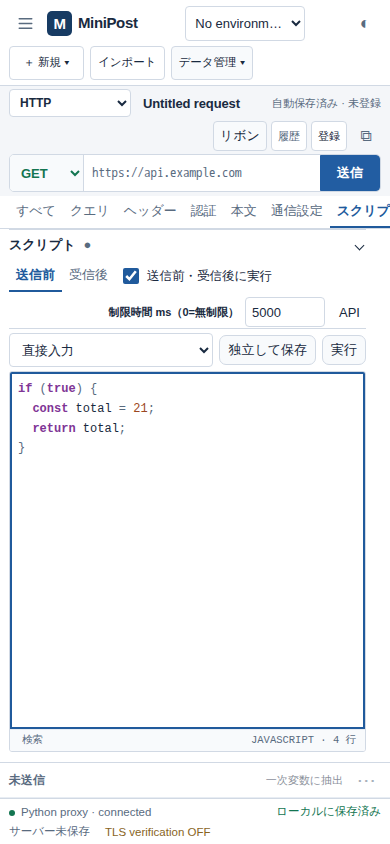 M MiniPost No environm…
＋ 新規 ▾ インポート データ管理 ▾
HTTP Untitled request 自動保存済み · 未登録
リボン 履歴 登録
GET https://api.example.com 送信
すべて クエリ ヘッダー 認証 本文 通信設定 スクリプ
スクリプト ●
送信前 受信後 送信前・受信後に実行
制限時間 ms（0=無制限） 5000 API
直接入力 独立して保存 実行
if (true) {
const total = 21;
return total;
}
検索 JAVASCRIPT · 4 行
未送信 一次変数に抽出 ···
Python proxy · connected ローカルに保存済み
サーバー未保存 TLS verification OFF